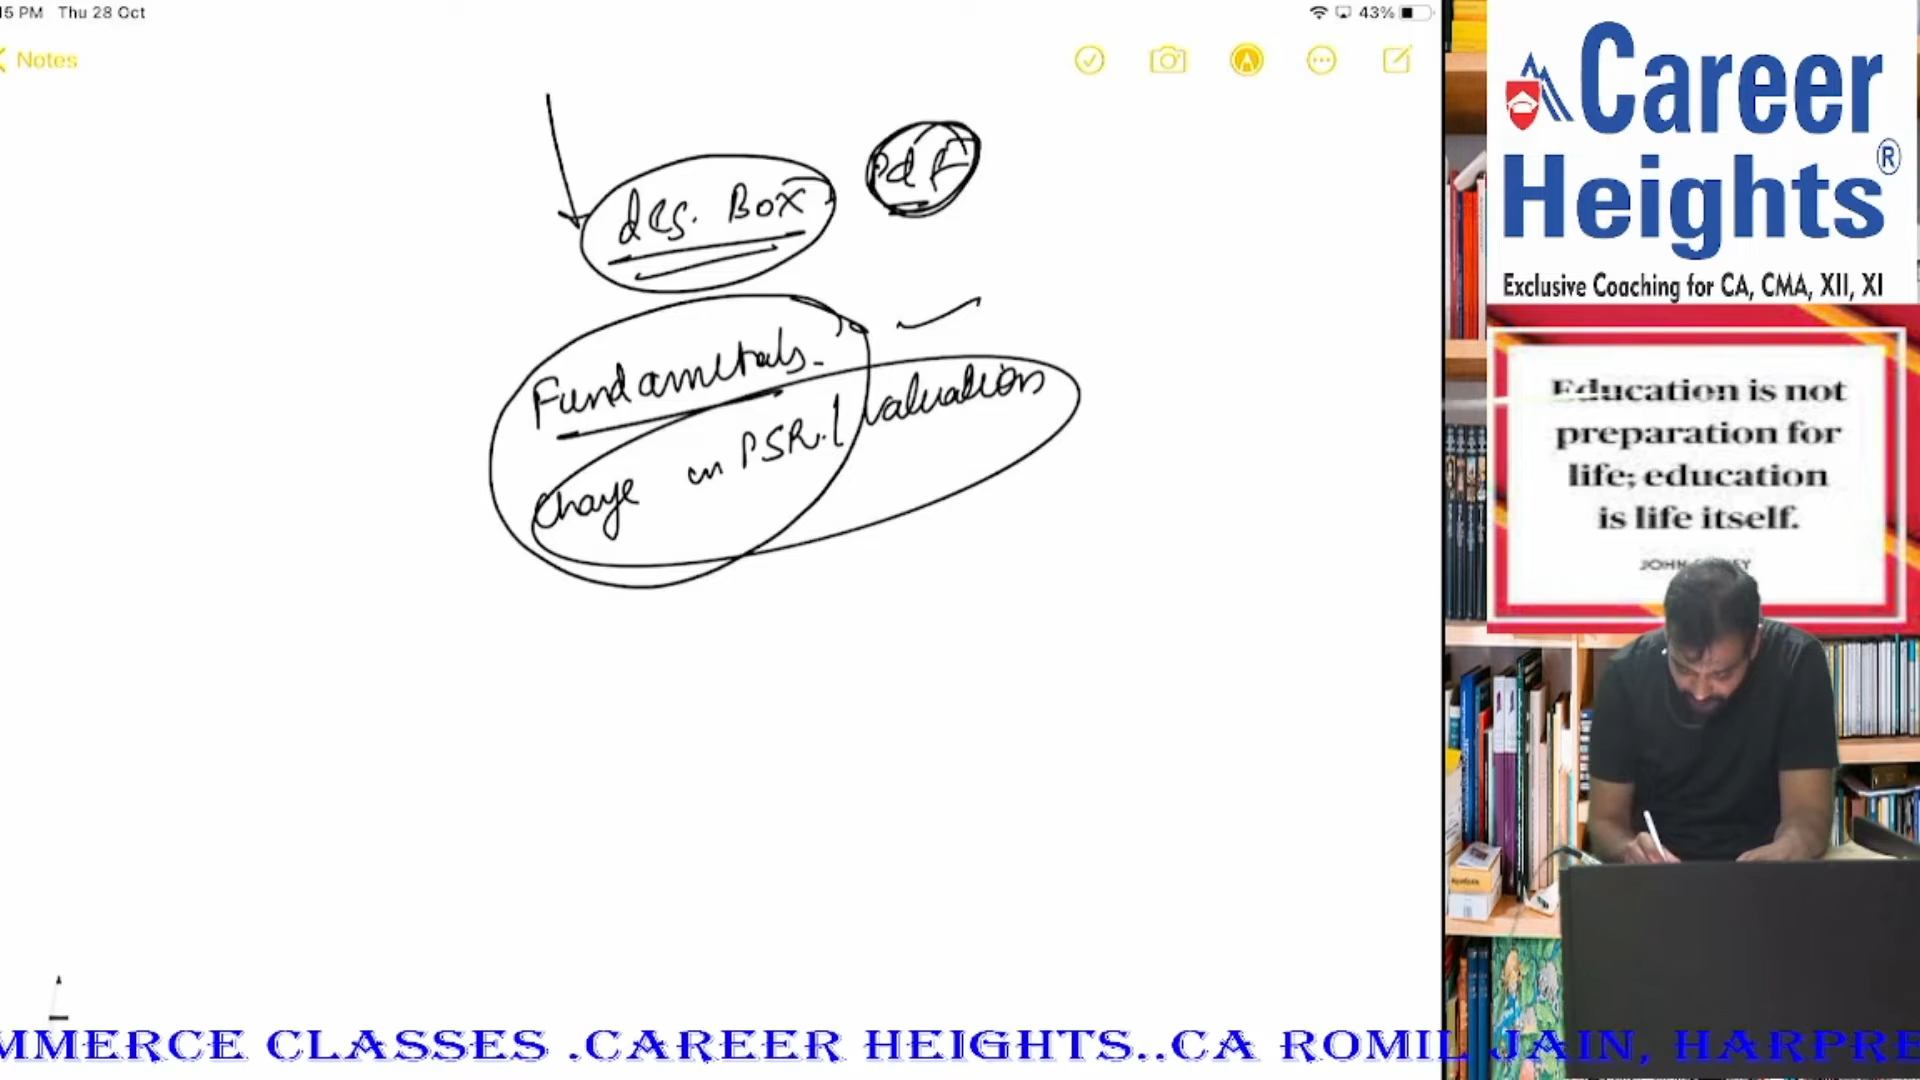 15 PM Thu 28 Oct
43%
Notes
des. Box
Pdf
Fundametals.
Change in PSR. / valuation
Career
Heights®
Exclusive Coaching for CA, CMA, XII, XI
Education is not
preparation for
life; education
is life itself.
MMERCE CLASSES .CAREER HEIGHTS..CA ROMIL JAIN, HARPRE